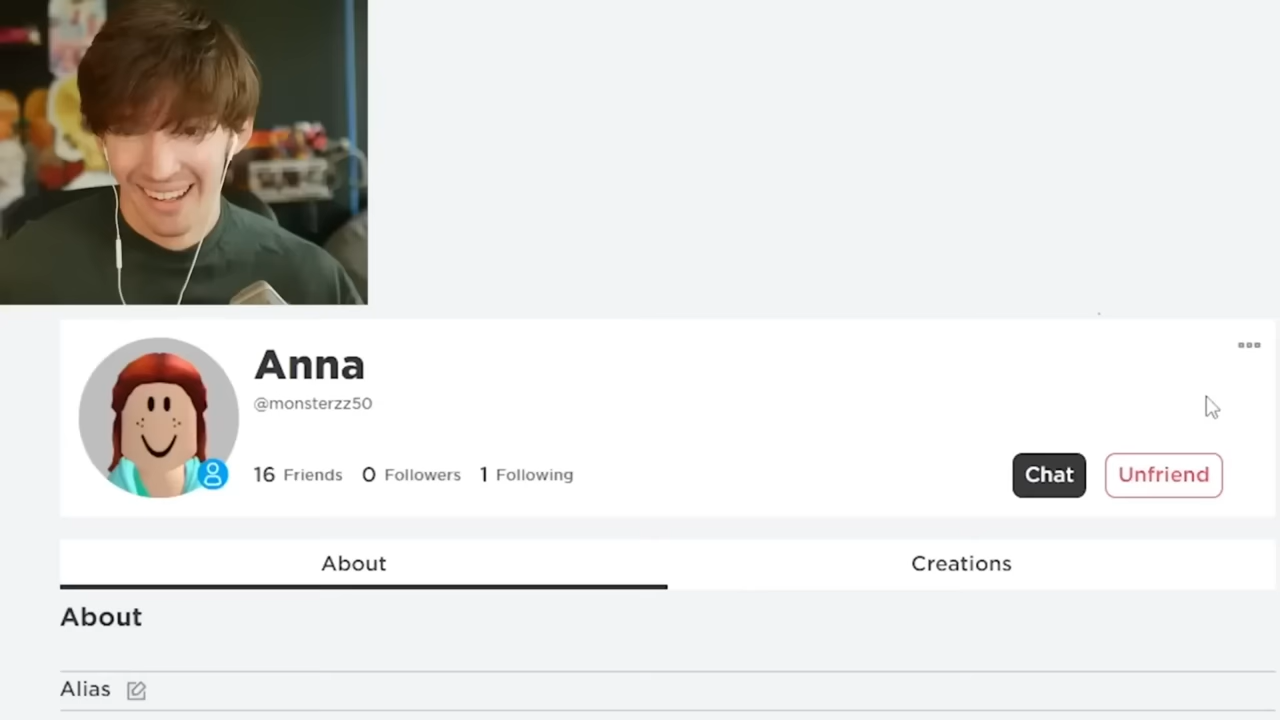 Anna
@monsterzz50
16 Friends 0 Followers 1 Following
Chat Unfriend
About Creations
About
Alias